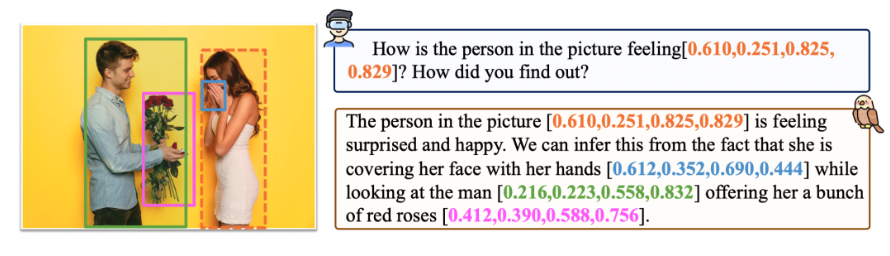 How is the person in the picture feeling[0.610,0.251,0.825,
0.829]? How did you find out?
The person in the picture [0.610,0.251,0.825,0.829] is feeling
surprised and happy. We can infer this from the fact that she is
covering her face with her hands [0.612,0.352,0.690,0.444] while
looking at the man [0.216,0.223,0.558,0.832] offering her a bunch
of red roses [0.412,0.390,0.588,0.756].